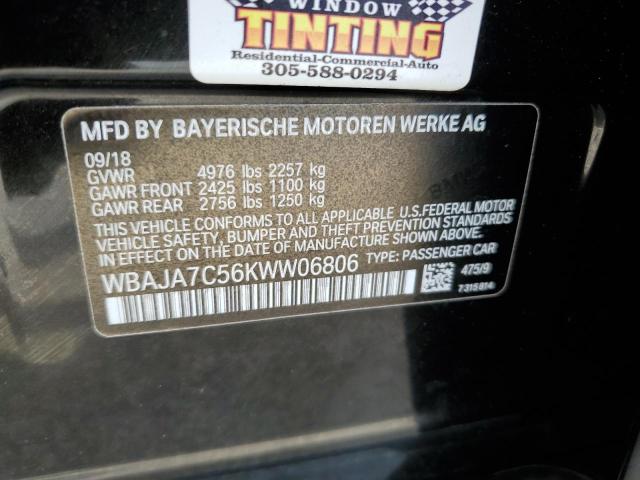 WINDOW
TINTING
Residential-Commercial-Auto
305-588-0294
MFD BY BAYERISCHE MOTOREN WERKE AG
09/18
GVWR 4976 lbs 2257 kg
GAWR FRONT 2425 lbs 1100 kg
GAWR REAR 2756 lbs 1250 kg
THIS VEHICLE CONFORMS TO ALL APPLICABLE U.S. FEDERAL MOTOR
VEHICLE SAFETY, BUMPER AND THEFT PREVENTION STANDARDS
IN EFFECT ON THE DATE OF MANUFACTURE SHOWN ABOVE.
WBAJA7C56KWW06806 TYPE: PASSENGER CAR
475/9
7 315 814